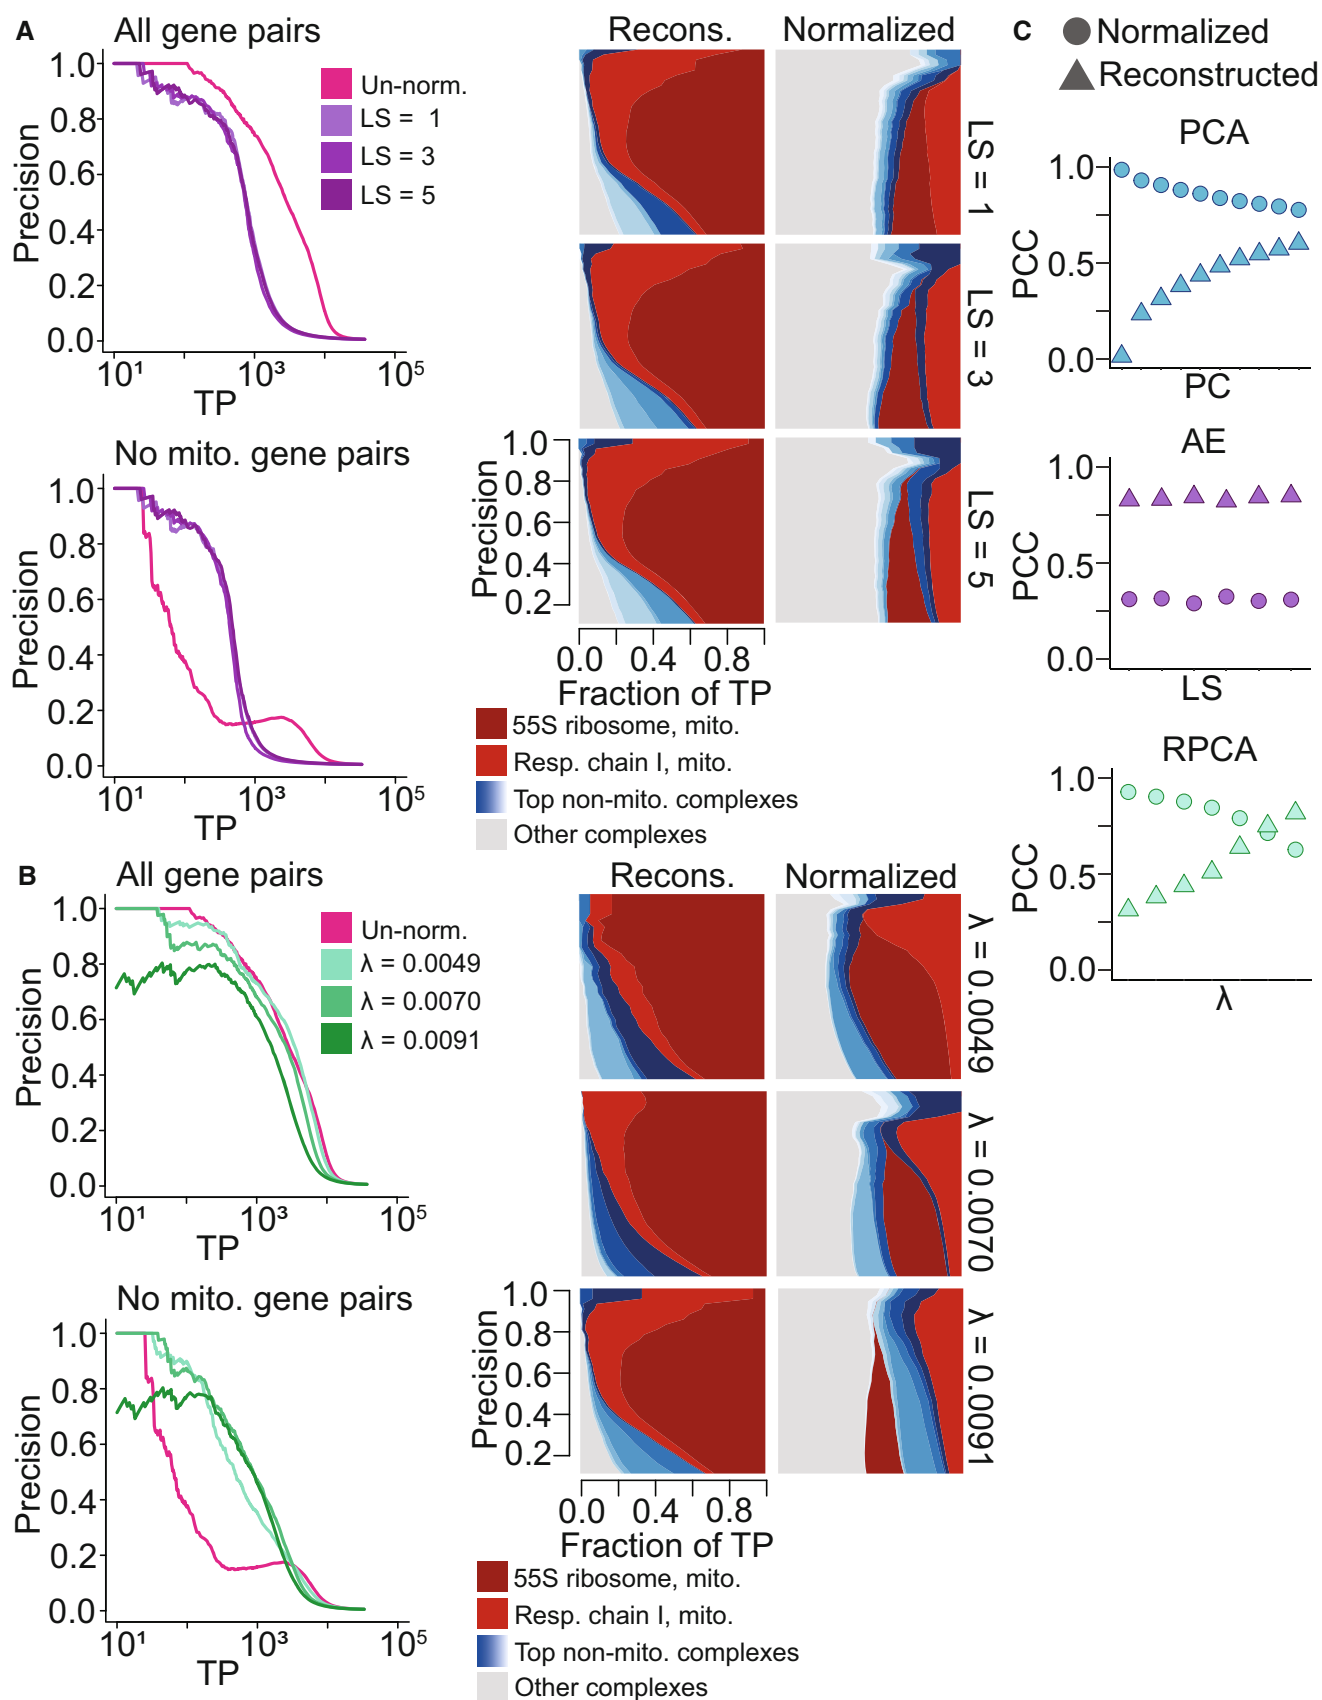 A
All gene pairs
Precision
1.0
0.8
0.6
0.4
0.2
0.0
10¹
10³
10⁵
TP
Un-norm.
LS = 1
LS = 3
LS = 5
No mito. gene pairs
Precision
1.0
0.8
0.6
0.4
0.2
0.0
10¹
10³
10⁵
TP
Recons.
Normalized
LS = 1
LS = 3
LS = 5
Precision
1.0
0.8
0.6
0.4
0.2
0.0
0.4
0.8
Fraction of TP
55S ribosome, mito.
Resp. chain I, mito.
Top non-mito. complexes
Other complexes
B
All gene pairs
Precision
1.0
0.8
0.6
0.4
0.2
0.0
10¹
10³
10⁵
TP
Un-norm.
λ = 0.0049
λ = 0.0070
λ = 0.0091
No mito. gene pairs
Precision
1.0
0.8
0.6
0.4
0.2
0.0
10¹
10³
10⁵
TP
Recons.
Normalized
λ = 0.0049
λ = 0.0070
λ = 0.0091
Precision
1.0
0.8
0.6
0.4
0.2
0.0
0.4
0.8
Fraction of TP
55S ribosome, mito.
Resp. chain I, mito.
Top non-mito. complexes
Other complexes
C
Normalized
Reconstructed
PCA
PCC
1.0
0.5
0.0
PC
AE
PCC
1.0
0.5
0.0
LS
RPCA
PCC
1.0
0.5
0.0
λ